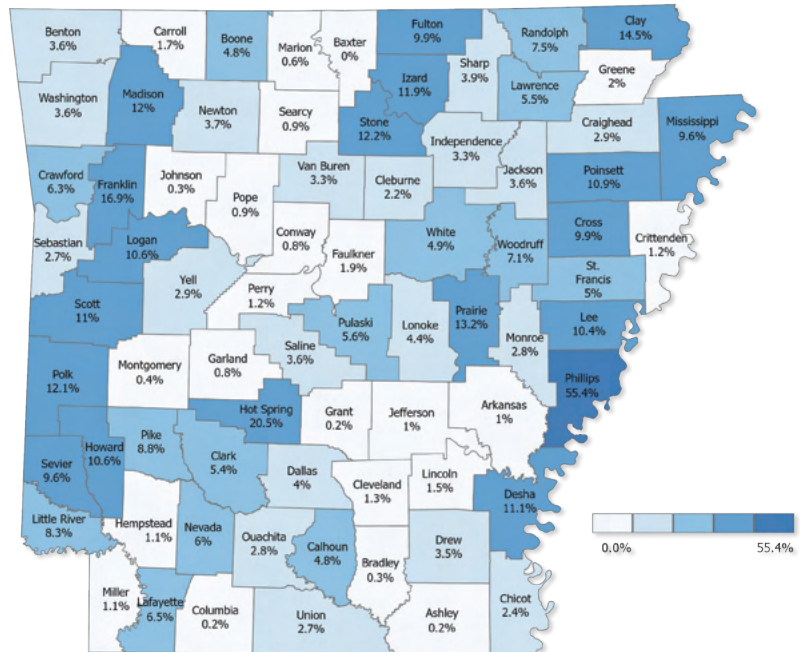 Benton
3.6%
Carroll
1.7%
Boone
4.8%
Marion
0.6%
Baxter
0%
Fulton
9.9%
Sharp
3.9%
Randolph
7.5%
Clay
14.5%
Greene
2%
Washington
3.6%
Madison
12%
Newton
3.7%
Searcy
0.9%
Stone
12.2%
Izard
11.9%
Lawrence
5.5%
Independence
3.3%
Craighead
2.9%
Mississippi
9.6%
Crawford
6.3%
Franklin
16.9%
Johnson
0.3%
Pope
0.9%
Van Buren
3.3%
Cleburne
2.2%
Jackson
3.6%
Poinsett
10.9%
Sebastian
2.7%
Logan
10.6%
Conway
0.8%
Faulkner
1.9%
White
4.9%
Woodruff
7.1%
Cross
9.9%
Crittenden
1.2%
Scott
11%
Yell
2.9%
Perry
1.2%
Pulaski
5.6%
Lonoke
4.4%
Prairie
13.2%
Monroe
2.8%
St.
Francis
5%
Lee
10.4%
Phillips
55.4%
Polk
12.1%
Montgomery
0.4%
Garland
0.8%
Saline
3.6%
Hot Spring
20.5%
Grant
0.2%
Jefferson
1%
Arkansas
1%
Sevier
9.6%
Howard
10.6%
Pike
8.8%
Clark
5.4%
Dallas
4%
Cleveland
1.3%
Lincoln
1.5%
Desha
11.1%
Little River
8.3%
Hempstead
1.1%
Nevada
6%
Ouachita
2.8%
Calhoun
4.8%
Bradley
0.3%
Drew
3.5%
Miller
1.1%
Lafayette
6.5%
Columbia
0.2%
Union
2.7%
Ashley
0.2%
Chicot
2.4%
0.0%
55.4%